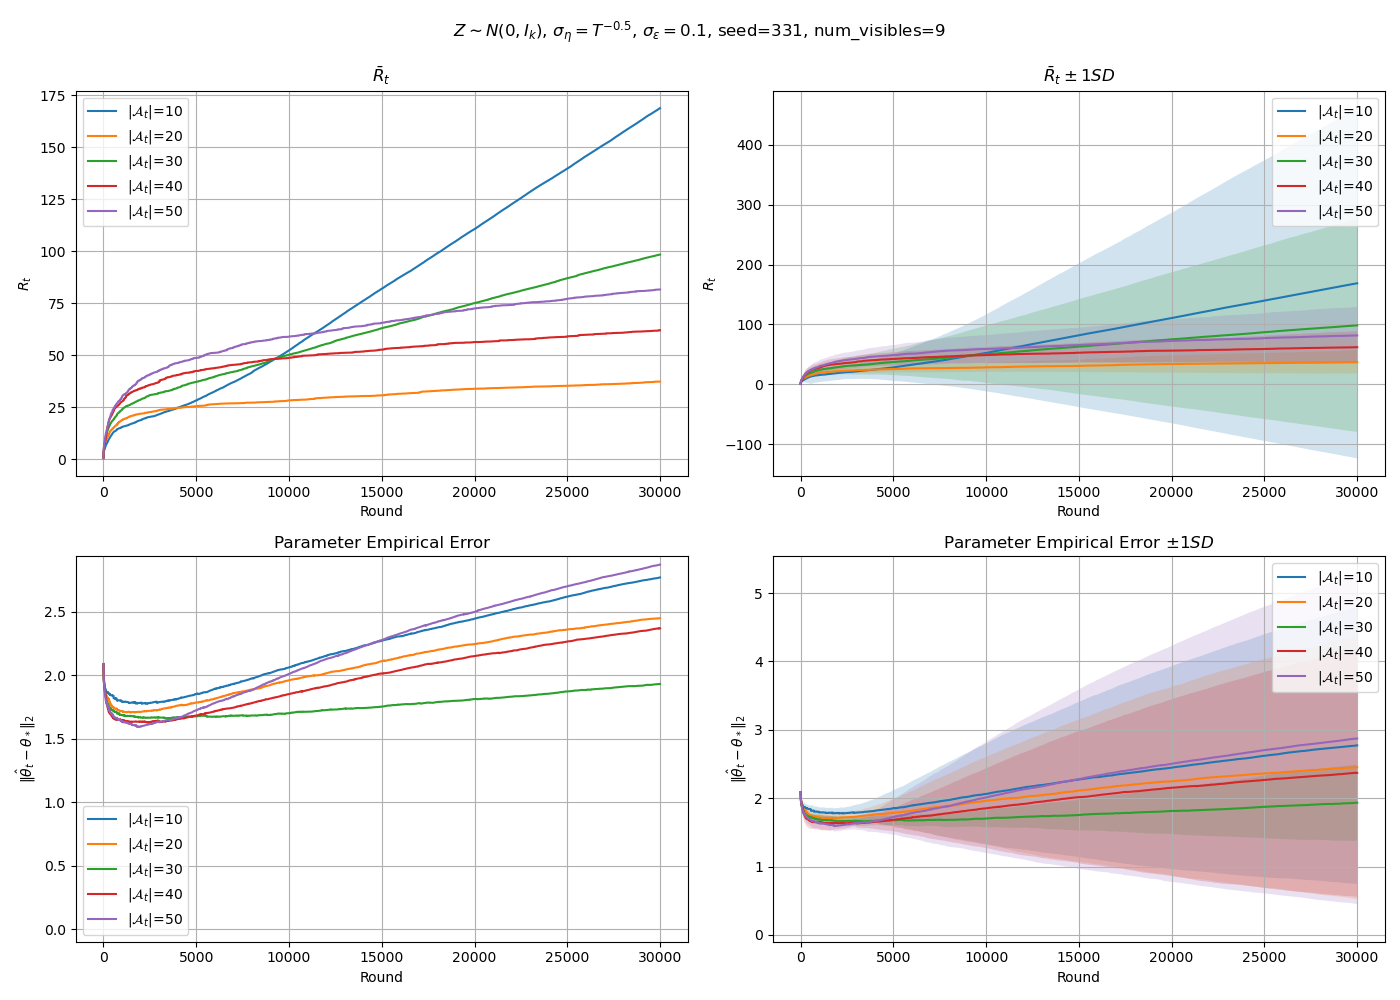 Z ~ N(0, I_k), σ_η = T^{−0.5}, σ_ε = 0.1, seed=331, num_visibles=9
R̄_t
R_t
175
150
125
100
75
50
25
0
|𝒜_t|=10
|𝒜_t|=20
|𝒜_t|=30
|𝒜_t|=40
|𝒜_t|=50
0 5000 10000 15000 20000 25000 30000
Round
R̄_t ± 1SD
R_t
400
300
200
100
0
−100
|𝒜_t|=10
|𝒜_t|=20
|𝒜_t|=30
|𝒜_t|=40
|𝒜_t|=50
0 5000 10000 15000 20000 25000 30000
Round
Parameter Empirical Error
‖θ̂_t − θ_*‖_2
2.5
2.0
1.5
1.0
0.5
0.0
|𝒜_t|=10
|𝒜_t|=20
|𝒜_t|=30
|𝒜_t|=40
|𝒜_t|=50
0 5000 10000 15000 20000 25000 30000
Round
Parameter Empirical Error ±1SD
‖θ̂_t − θ_*‖_2
5
4
3
2
1
0
|𝒜_t|=10
|𝒜_t|=20
|𝒜_t|=30
|𝒜_t|=40
|𝒜_t|=50
0 5000 10000 15000 20000 25000 30000
Round